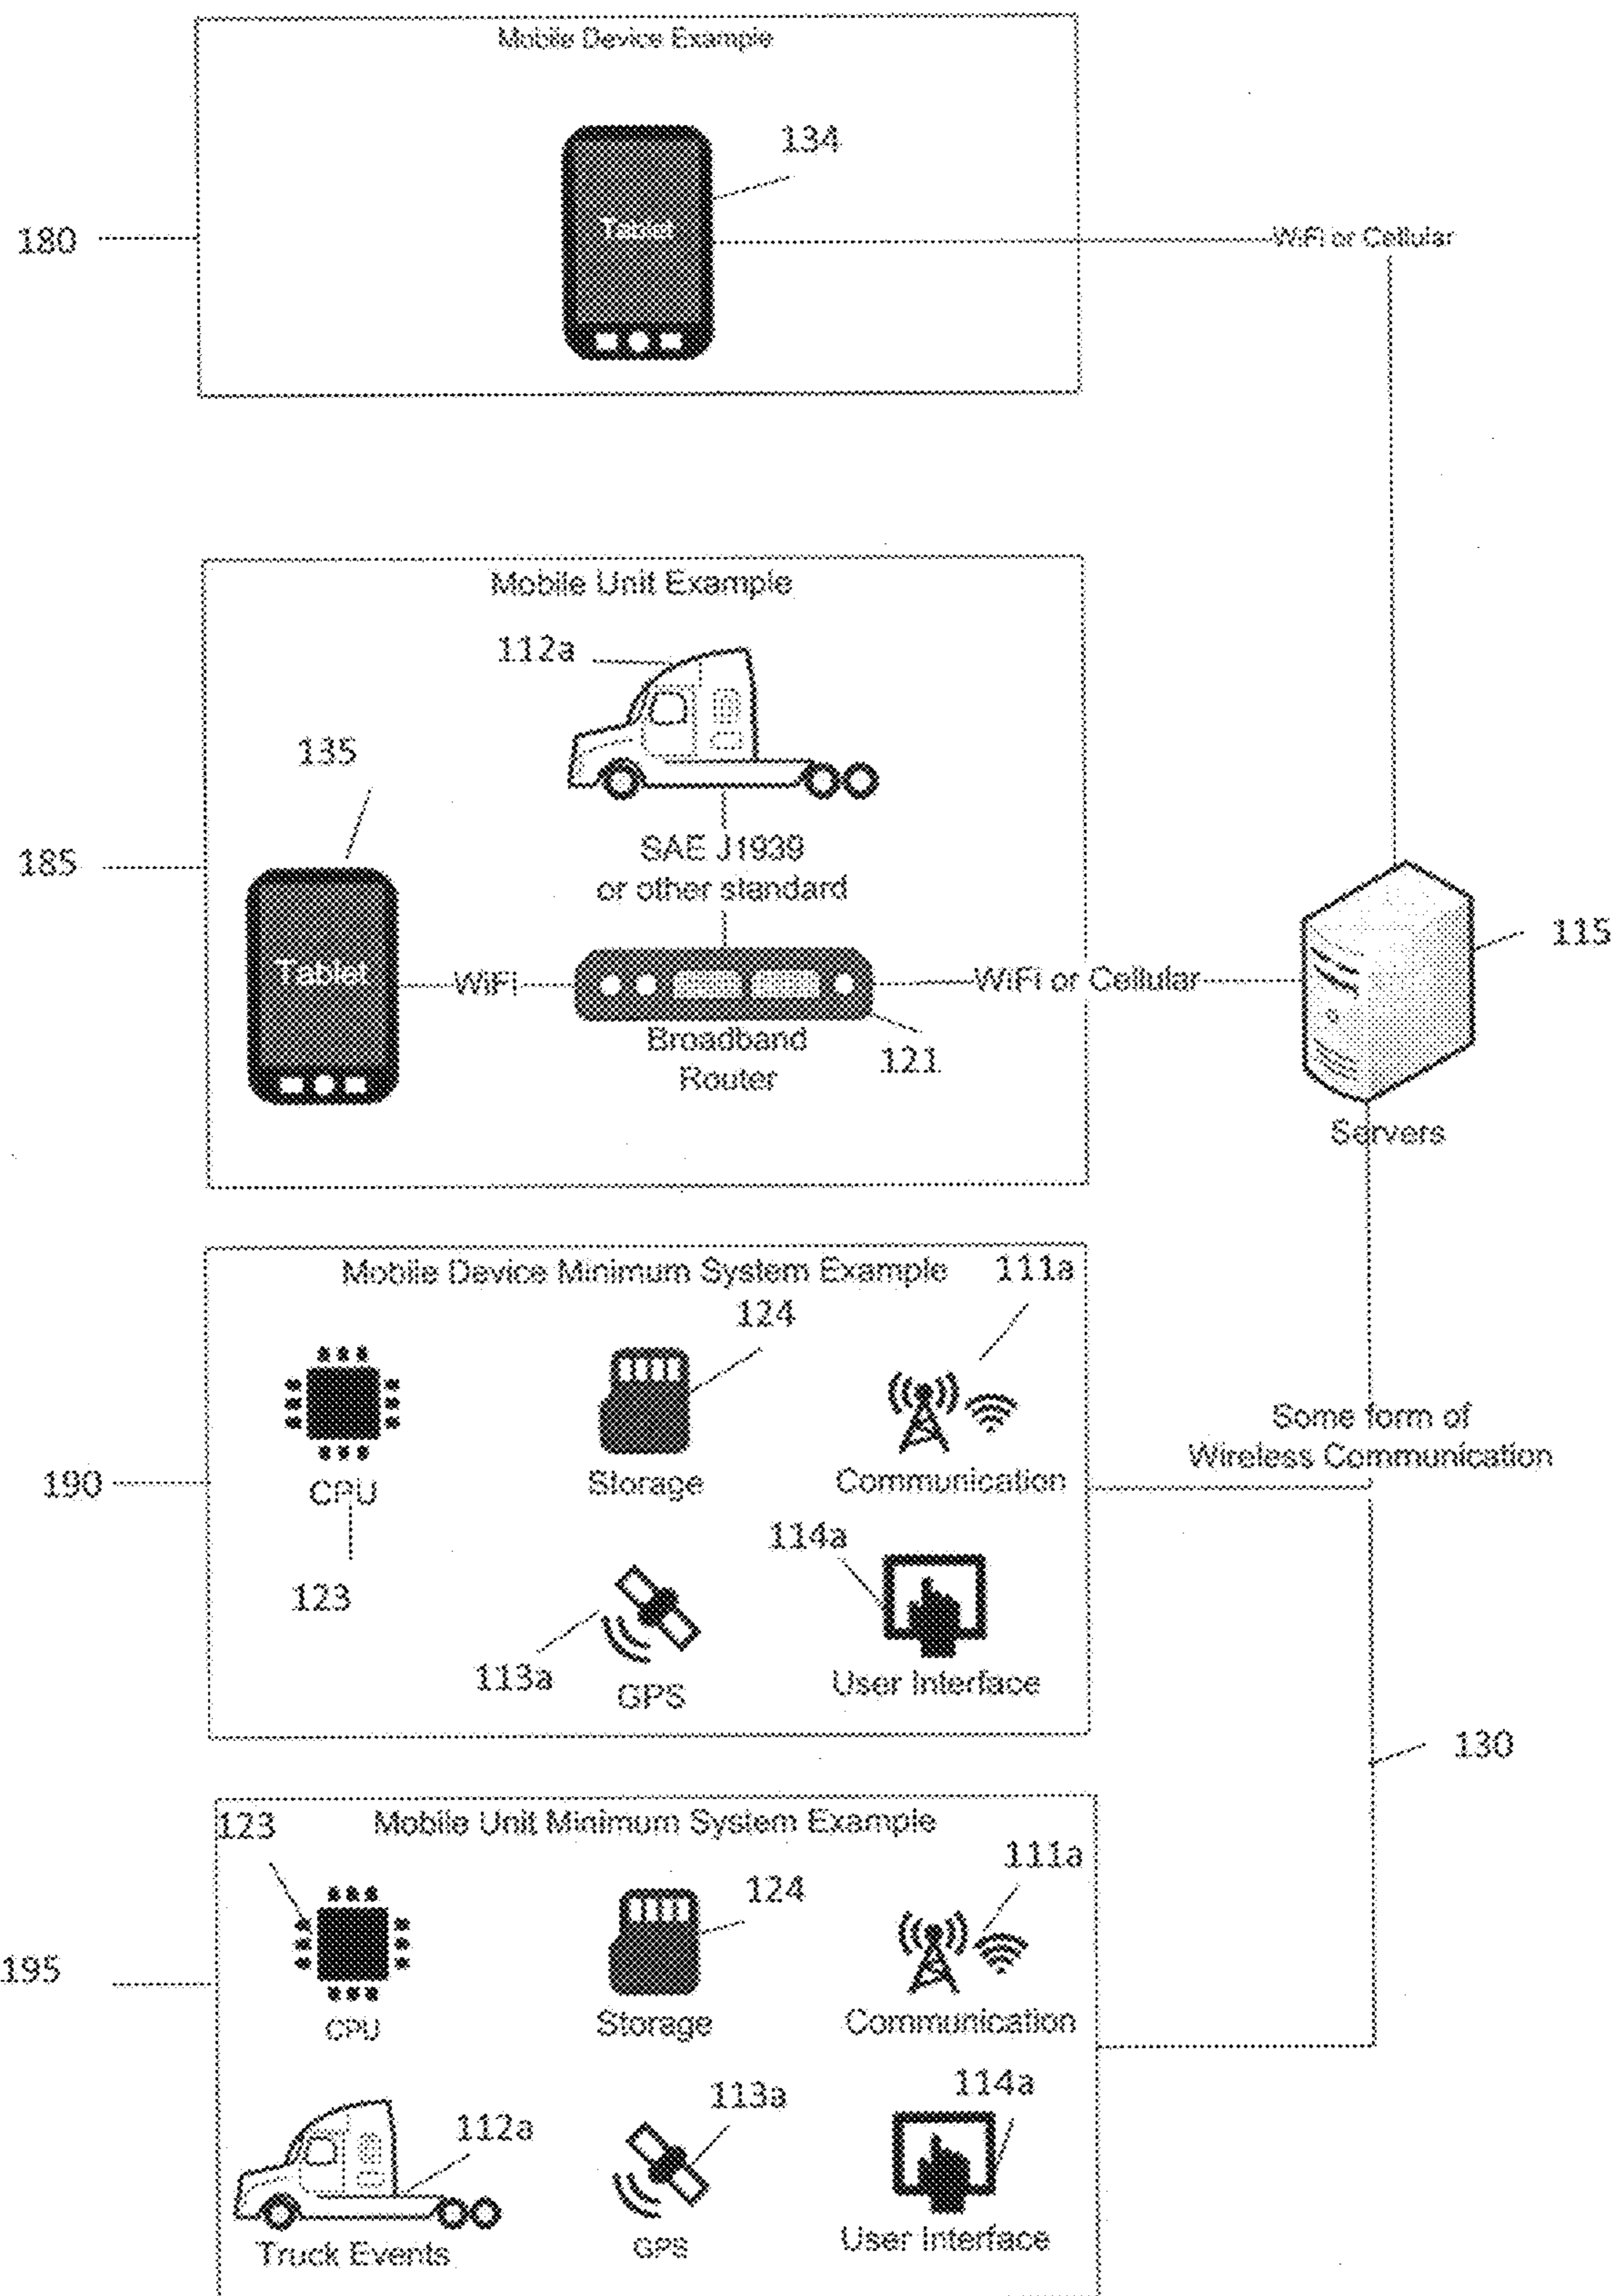 Mobile Device Example
134
Tablet
180
WiFi or Cellular
Mobile Unit Example
112a
135
SAE J1939
or other standard
185
115
Tablet
WiFi
WiFi or Cellular
Broadband
Router
121
Servers
Mobile Device Minimum System Example
111a
124
Some form of
Wireless Communication
190
CPU
Storage
Communication
114a
123
113a
GPS
User Interface
130
123
Mobile Unit Minimum System Example
111a
124
195
CPU
Storage
Communication
113a
114a
112a
Truck Events
GPS
User Interface